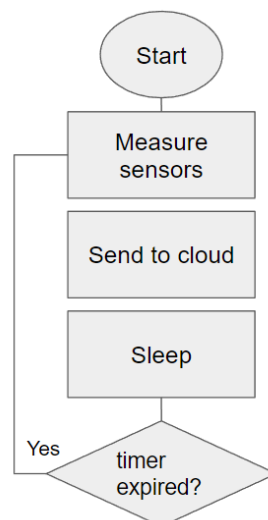 Start
Measure
sensors
Send to cloud
Sleep
Yes
timer
expired?